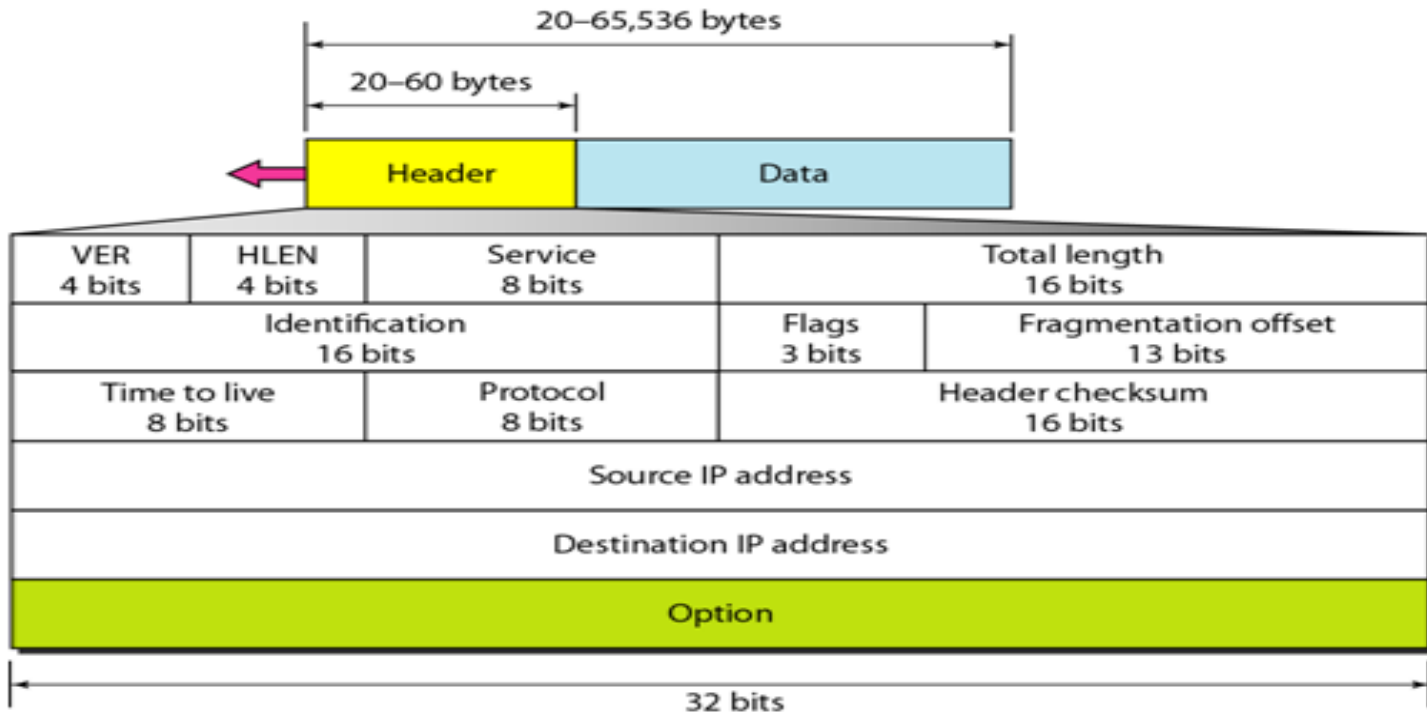 20–65,536 bytes
20–60 bytes
Header
Data
VER
4 bits
HLEN
4 bits
Service
8 bits
Total length
16 bits
Identification
16 bits
Flags
3 bits
Fragmentation offset
13 bits
Time to live
8 bits
Protocol
8 bits
Header checksum
16 bits
Source IP address
Destination IP address
Option
32 bits